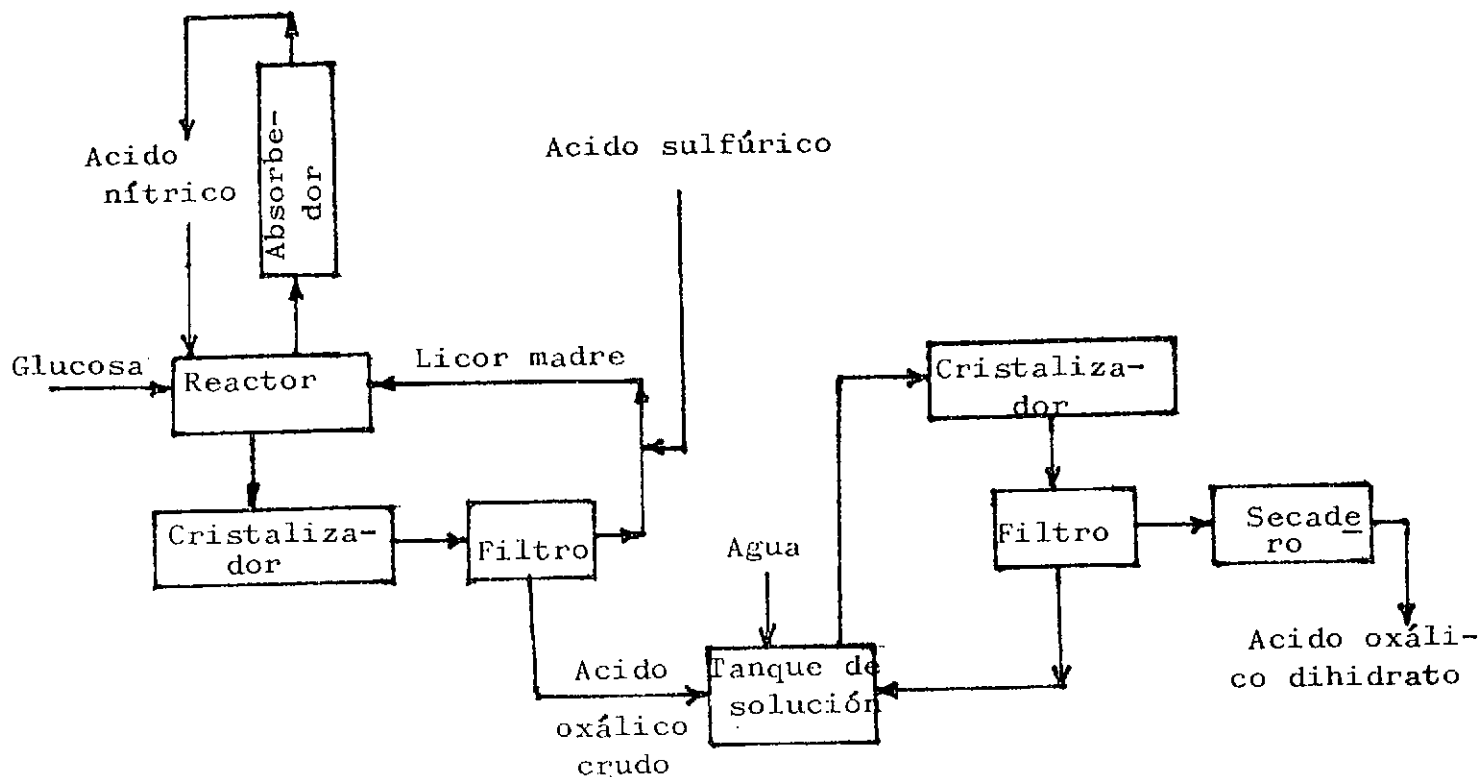 Absorbe-
dor
Acido
nítrico
Acido sulfúrico
Glucosa
Reactor
Licor madre
Cristaliza-
dor
Cristaliza-
dor
Filtro
Agua
Filtro
Secade
ro
Acido
oxálico
crudo
Tanque de
solución
Acido oxáli-
co dihidrato